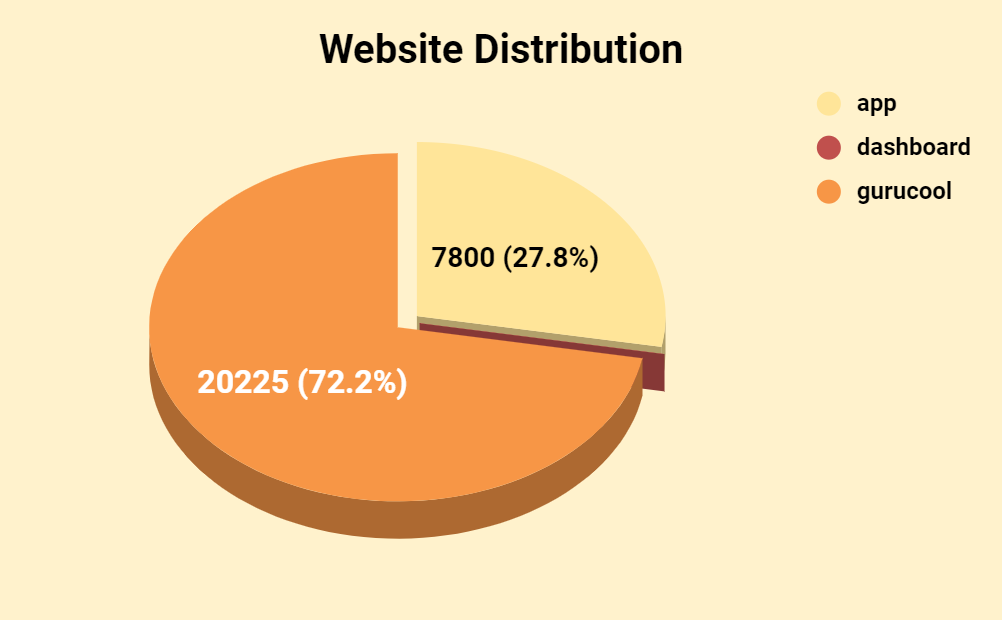 Website Distribution
app
dashboard
gurucool
7800 (27.8%)
20225 (72.2%)